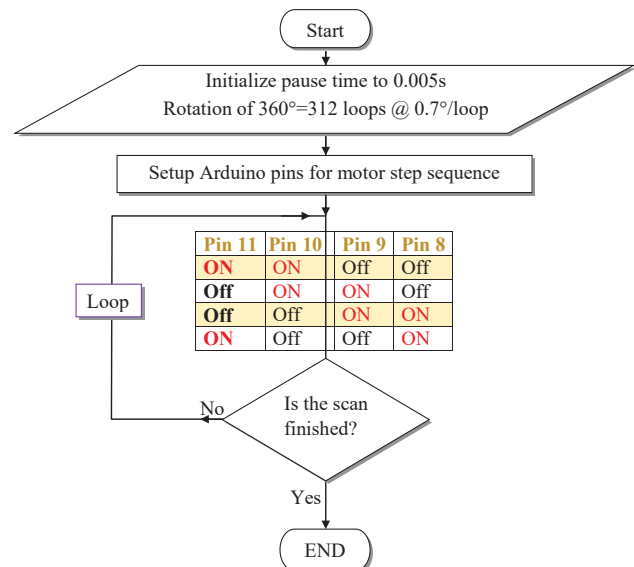 Start
Initialize pause time to 0.005s
Rotation of 360°=312 loops @ 0.7°/loop
Setup Arduino pins for motor step sequence
Pin 11 Pin 10 Pin 9 Pin 8
ON ON Off Off
Off ON ON Off
Loop
Off Off ON ON
ON Off Off ON
No
Is the scan
finished?
Yes
END